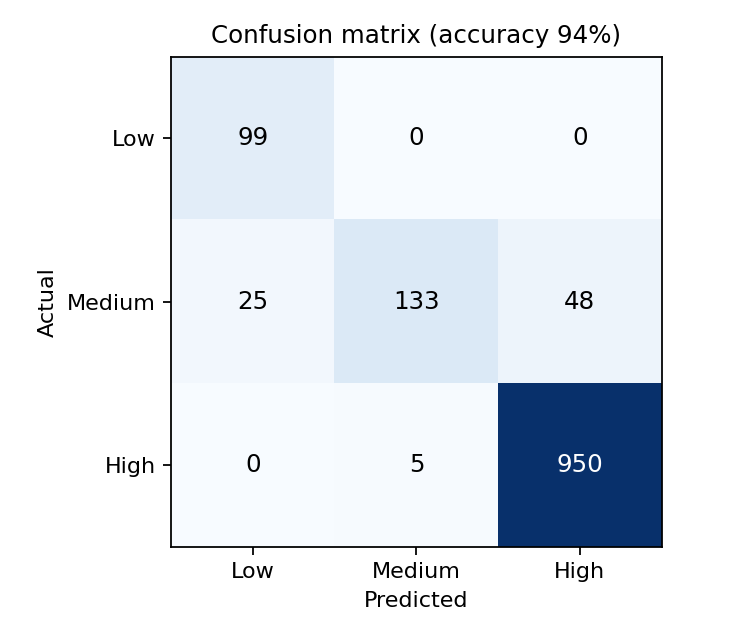 Confusion matrix (accuracy 94%)
Actual
Low 99 0 0
Medium 25 133 48
High 0 5 950
Low Medium High
Predicted